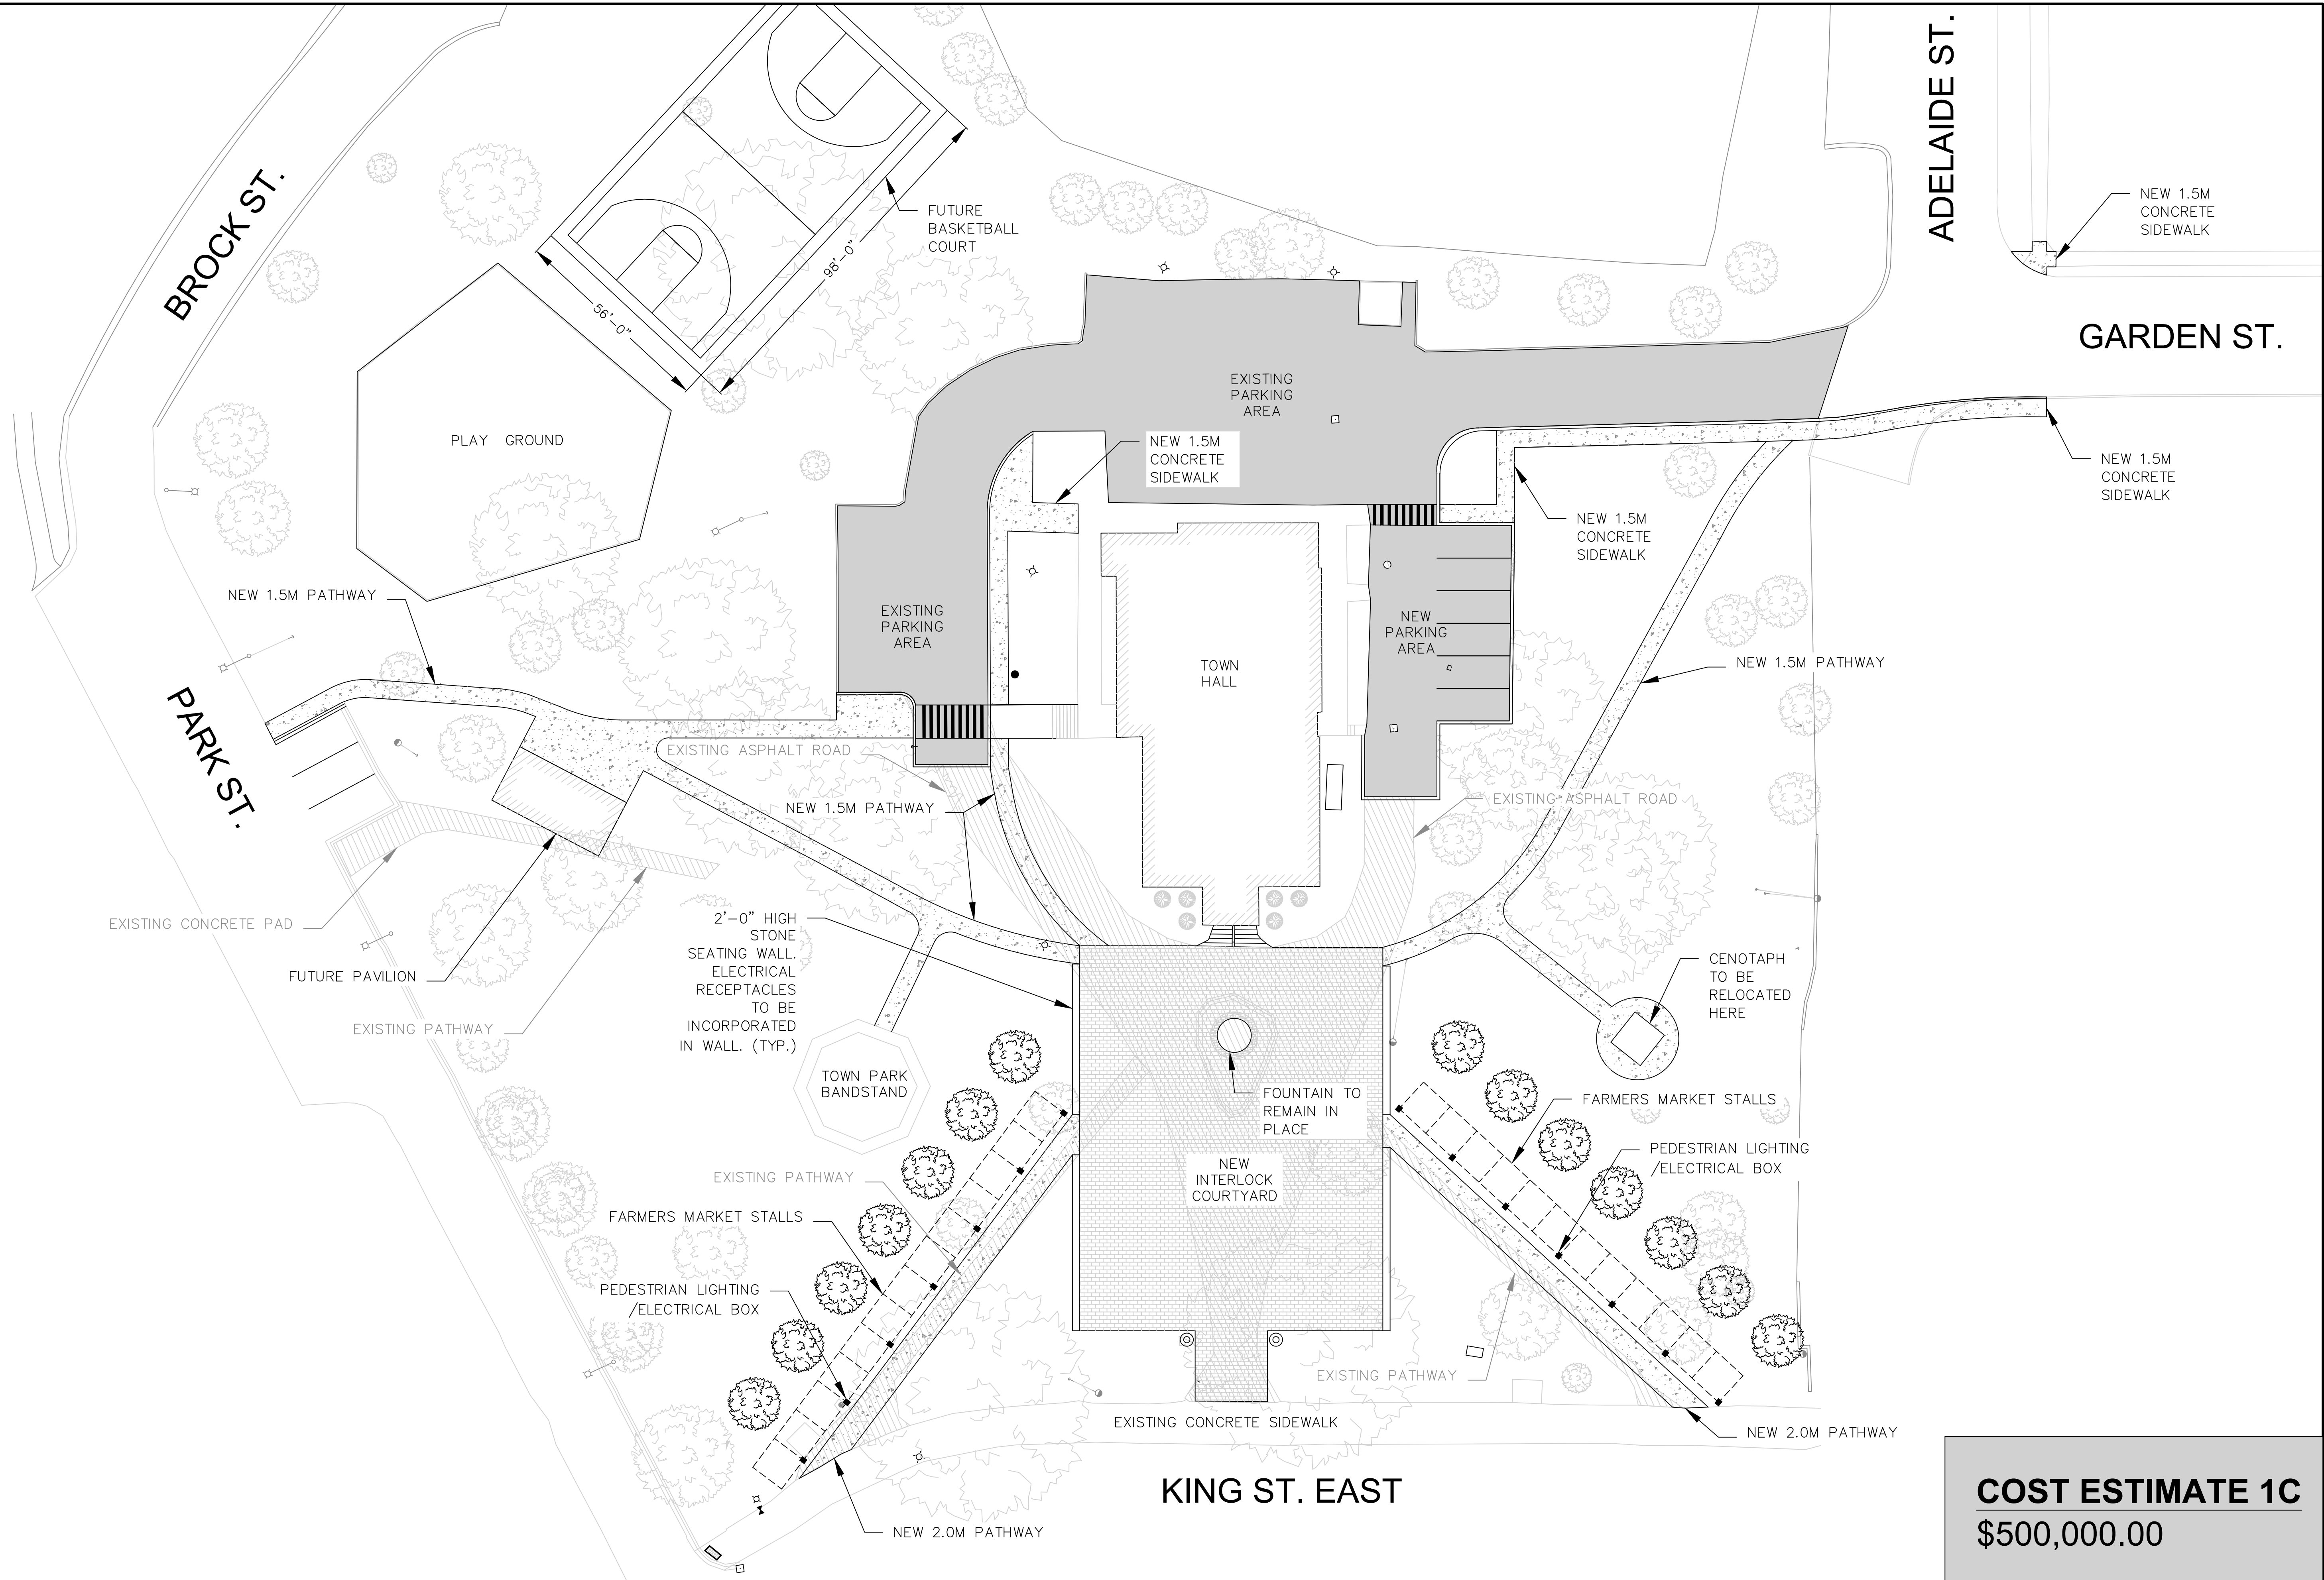 ADELAIDE ST.
BROCK ST.
NEW 1.5M
CONCRETE
SIDEWALK
FUTURE
BASKETBALL
COURT
98'-0"
56'-0"
GARDEN ST.
EXISTING
PARKING
AREA
PLAY GROUND
NEW 1.5M
CONCRETE
SIDEWALK
NEW 1.5M
CONCRETE
SIDEWALK
NEW 1.5M
CONCRETE
SIDEWALK
NEW 1.5M PATHWAY
EXISTING
PARKING
AREA
NEW
PARKING
AREA
TOWN
HALL
NEW 1.5M PATHWAY
PARK ST.
EXISTING ASPHALT ROAD
NEW 1.5M PATHWAY
EXISTING ASPHALT ROAD
EXISTING CONCRETE PAD
2'-0" HIGH
STONE
SEATING WALL.
ELECTRICAL
RECEPTACLES
TO BE
INCORPORATED
IN WALL. (TYP.)
CENOTAPH
TO BE
RELOCATED
HERE
FUTURE PAVILION
EXISTING PATHWAY
TOWN PARK
BANDSTAND
FOUNTAIN TO
REMAIN IN
PLACE
FARMERS MARKET STALLS
PEDESTRIAN LIGHTING
/ELECTRICAL BOX
NEW
INTERLOCK
COURTYARD
EXISTING PATHWAY
FARMERS MARKET STALLS
PEDESTRIAN LIGHTING
/ELECTRICAL BOX
EXISTING PATHWAY
EXISTING CONCRETE SIDEWALK
NEW 2.0M PATHWAY
KING ST. EAST
NEW 2.0M PATHWAY
COST ESTIMATE 1C
$500,000.00